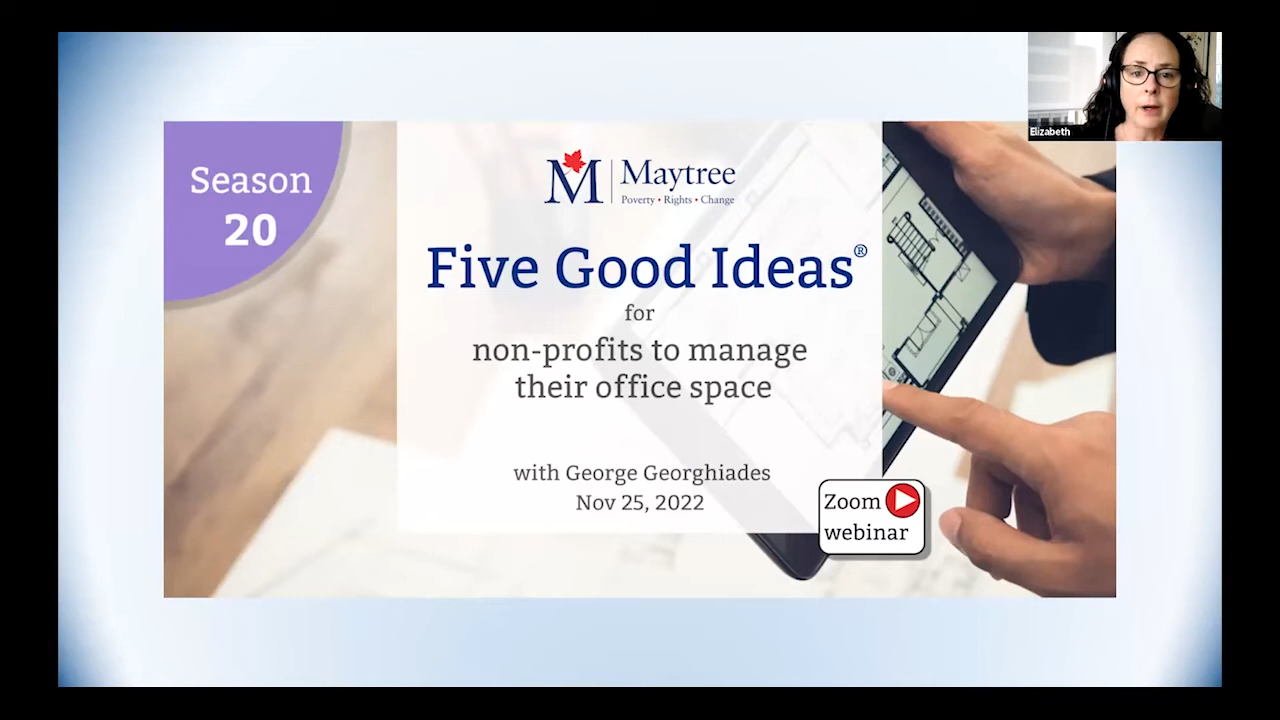 Elizabeth
Season
20
M Maytree
Poverty • Rights • Change
Five Good Ideas®
for
non-profits to manage
their office space
with George Georghiades
Nov 25, 2022
Zoom
webinar